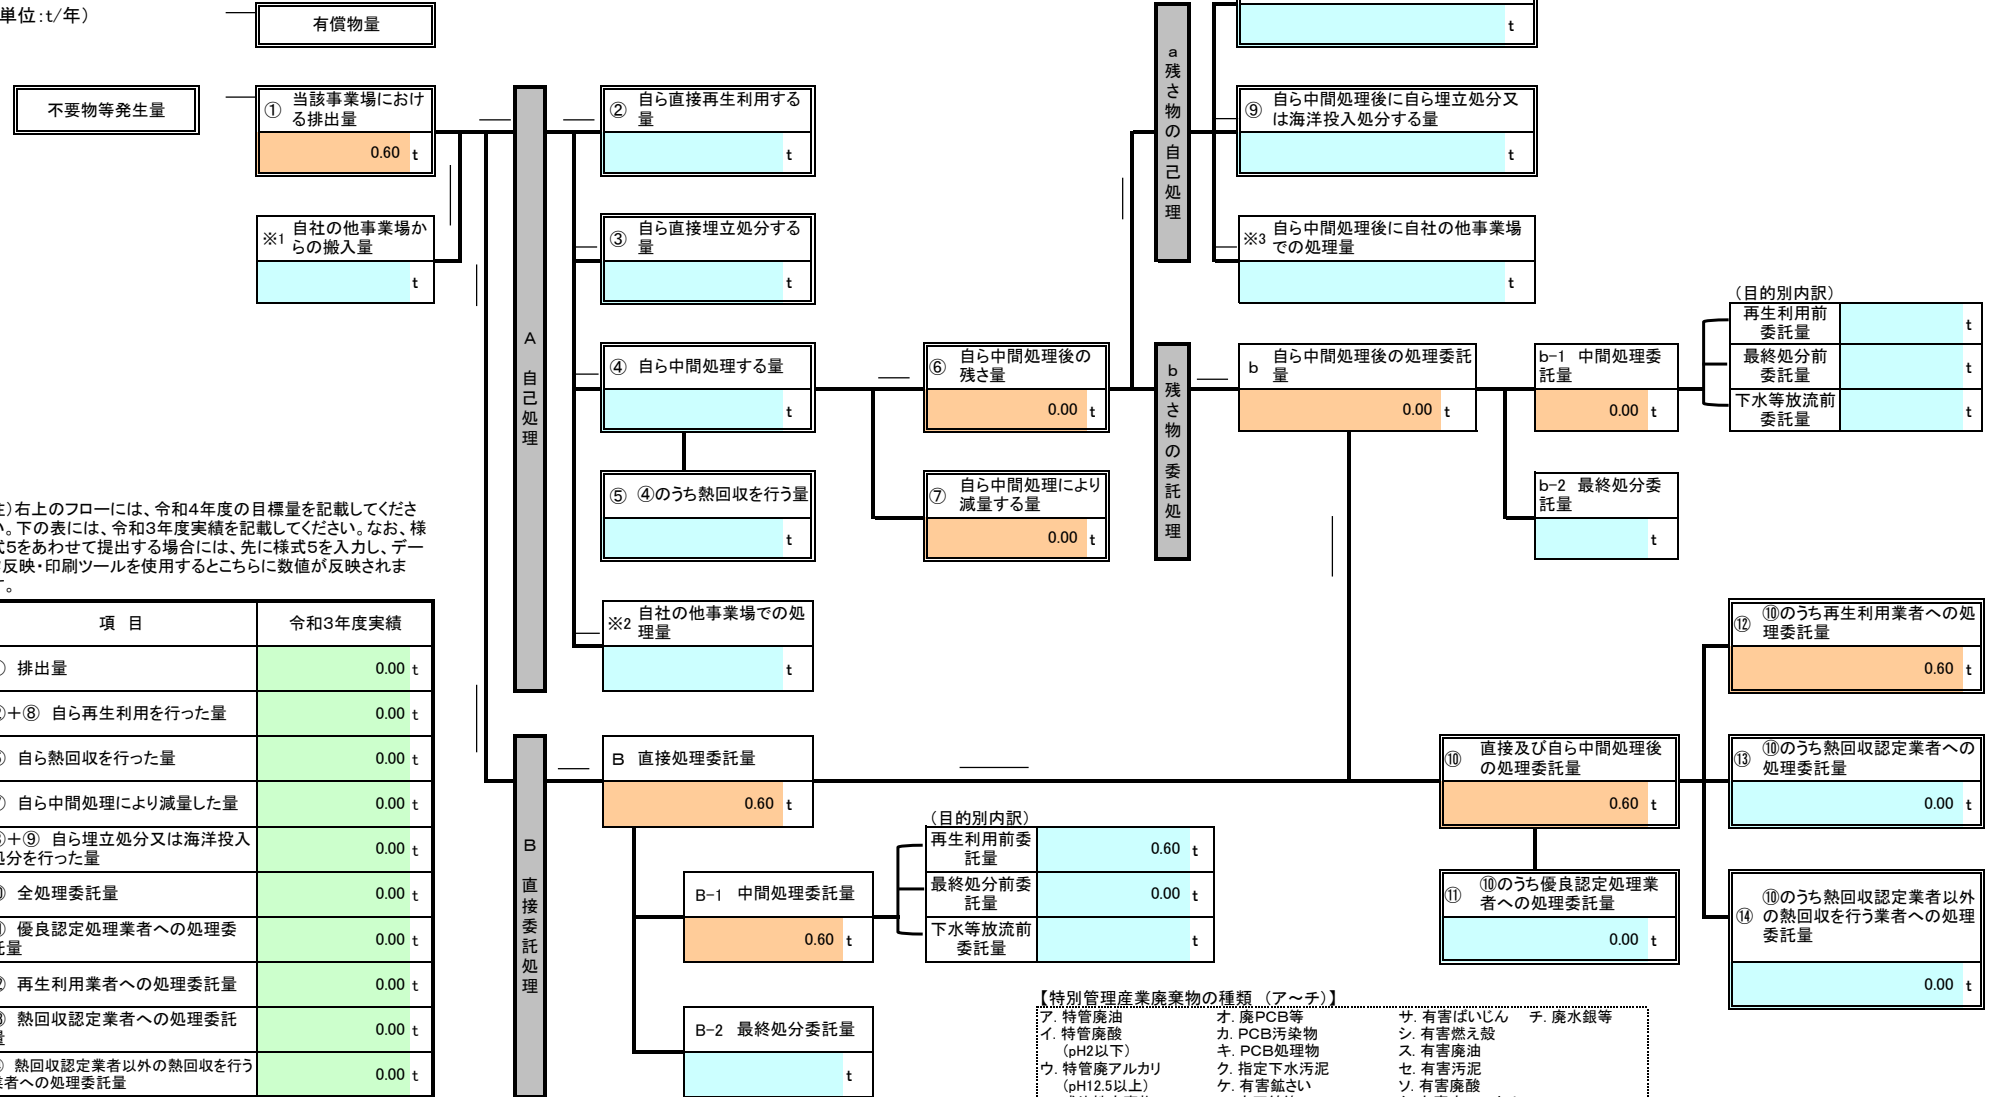 単位:t/年)
有償物量
不要物等発生量
① 当該事業場におけ
る排出量
0.60 t
※1 自社の他事業場か
らの搬入量
t
A 自己処理
② 自ら直接再生利用する
量
t
③ 自ら直接埋立処分する
量
t
④ 自ら中間処理する量
t
⑤ ④のうち熱回収を行う量
t
※2 自社の他事業場での処
理量
t
⑥ 自ら中間処理後の
残さ量
0.00 t
⑦ 自ら中間処理により
減量する量
0.00 t
a 残さ物の自己処理
t
⑨ 自ら中間処理後に自ら埋立処分又
は海洋投入処分する量
t
※3 自ら中間処理後に自社の他事業場
での処理量
t
b 残さ物の委託処理
b 自ら中間処理後の処理委託
量
0.00 t
b-1 中間処理委
託量
0.00 t
(目的別内訳)
再生利用前
委託量
t
最終処分前
委託量
t
下水等放流前
委託量
t
b-2 最終処分委
託量
t
)右上のフローには、令和4年度の目標量を記載してくださ
。下の表には、令和3年度実績を記載してください。なお、様
5をあわせて提出する場合には、先に様式5を入力し、デー
反映・印刷ツールを使用するとこちらに数値が反映されま
。
項 目 令和3年度実績
排出量 0.00 t
+⑧ 自ら再生利用を行った量 0.00 t
自ら熱回収を行った量 0.00 t
自ら中間処理により減量した量 0.00 t
+⑨ 自ら埋立処分又は海洋投入
処分を行った量 0.00 t
全処理委託量 0.00 t
優良認定処理業者への処理委
託量 0.00 t
再生利用業者への処理委託量 0.00 t
熱回収認定業者への処理委託
量 0.00 t
熱回収認定業者以外の熱回収を行う
業者への処理委託量 0.00 t
B 直接委託処理
B 直接処理委託量
0.60 t
B-1 中間処理委託量
0.60 t
(目的別内訳)
再生利用前委
託量
0.60 t
最終処分前委
託量
0.00 t
下水等放流前
委託量
t
B-2 最終処分委託量
t
⑩ 直接及び自ら中間処理後
の処理委託量
0.60 t
⑪ ⑩のうち優良認定処理業
者への処理委託量
0.00 t
⑫ ⑩のうち再生利用業者への処
理委託量
0.60 t
⑬ ⑩のうち熱回収認定業者への
処理委託量
0.00 t
⑭ ⑩のうち熱回収認定業者以外
の熱回収を行う業者への処理
委託量
0.00 t
【特別管理産業廃棄物の種類 (ア~チ)】
ア. 特管廃油 オ. 廃PCB等 サ. 有害ばいじん チ. 廃水銀等
イ. 特管廃酸 カ. PCB汚染物 シ. 有害燃え殻
(pH2以下) キ. PCB処理物 ス. 有害廃油
ウ. 特管廃アルカリ ク. 指定下水汚泥 セ. 有害汚泥
(pH12.5以上) ケ. 有害鉱さい ソ. 有害廃酸